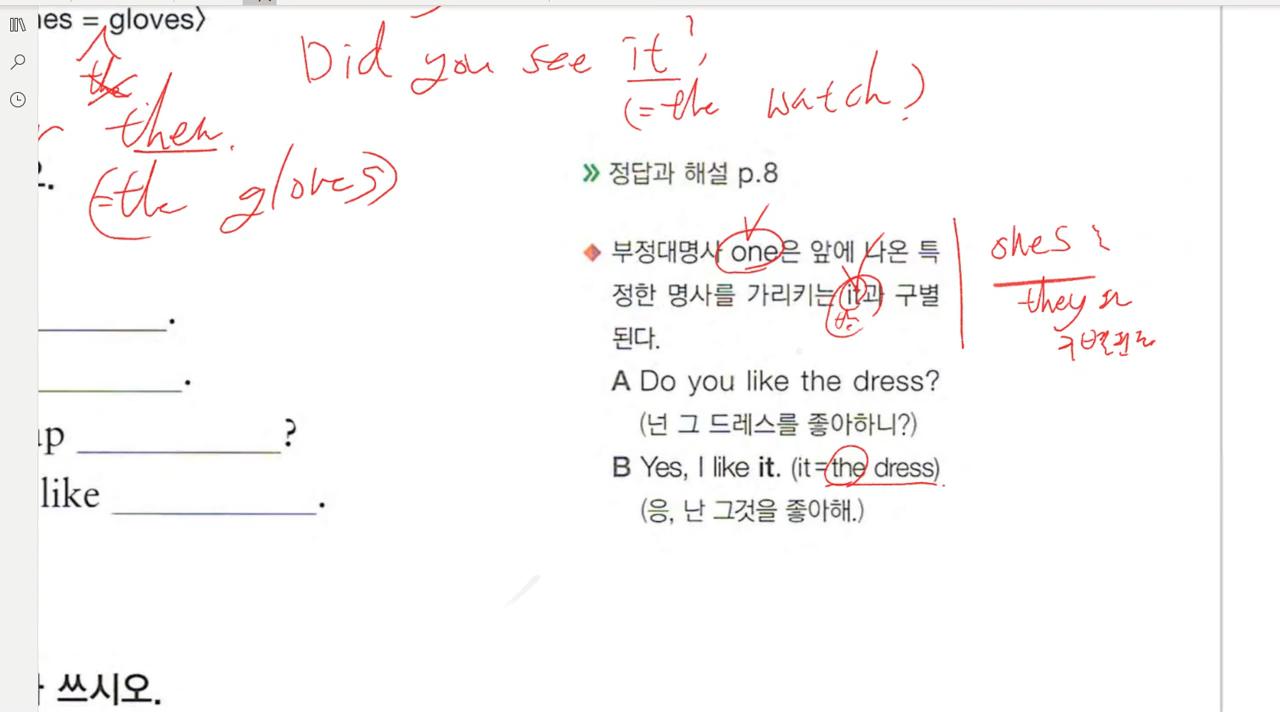 nes = gloves〉
Did you see it?
(=the watch)
the
them.
(=the gloves)
» 정답과 해설 p.8
부정대명사 one은 앞에 나온 특
정한 명사를 가리키는 it과 구별
된다.
ones는
they와
구별된다
A Do you like the dress?
(넌 그 드레스를 좋아하니?)
B Yes, I like it. (it=the dress)
(응, 난 그것을 좋아해.)
.
.
ap ?
like .
쓰시오.